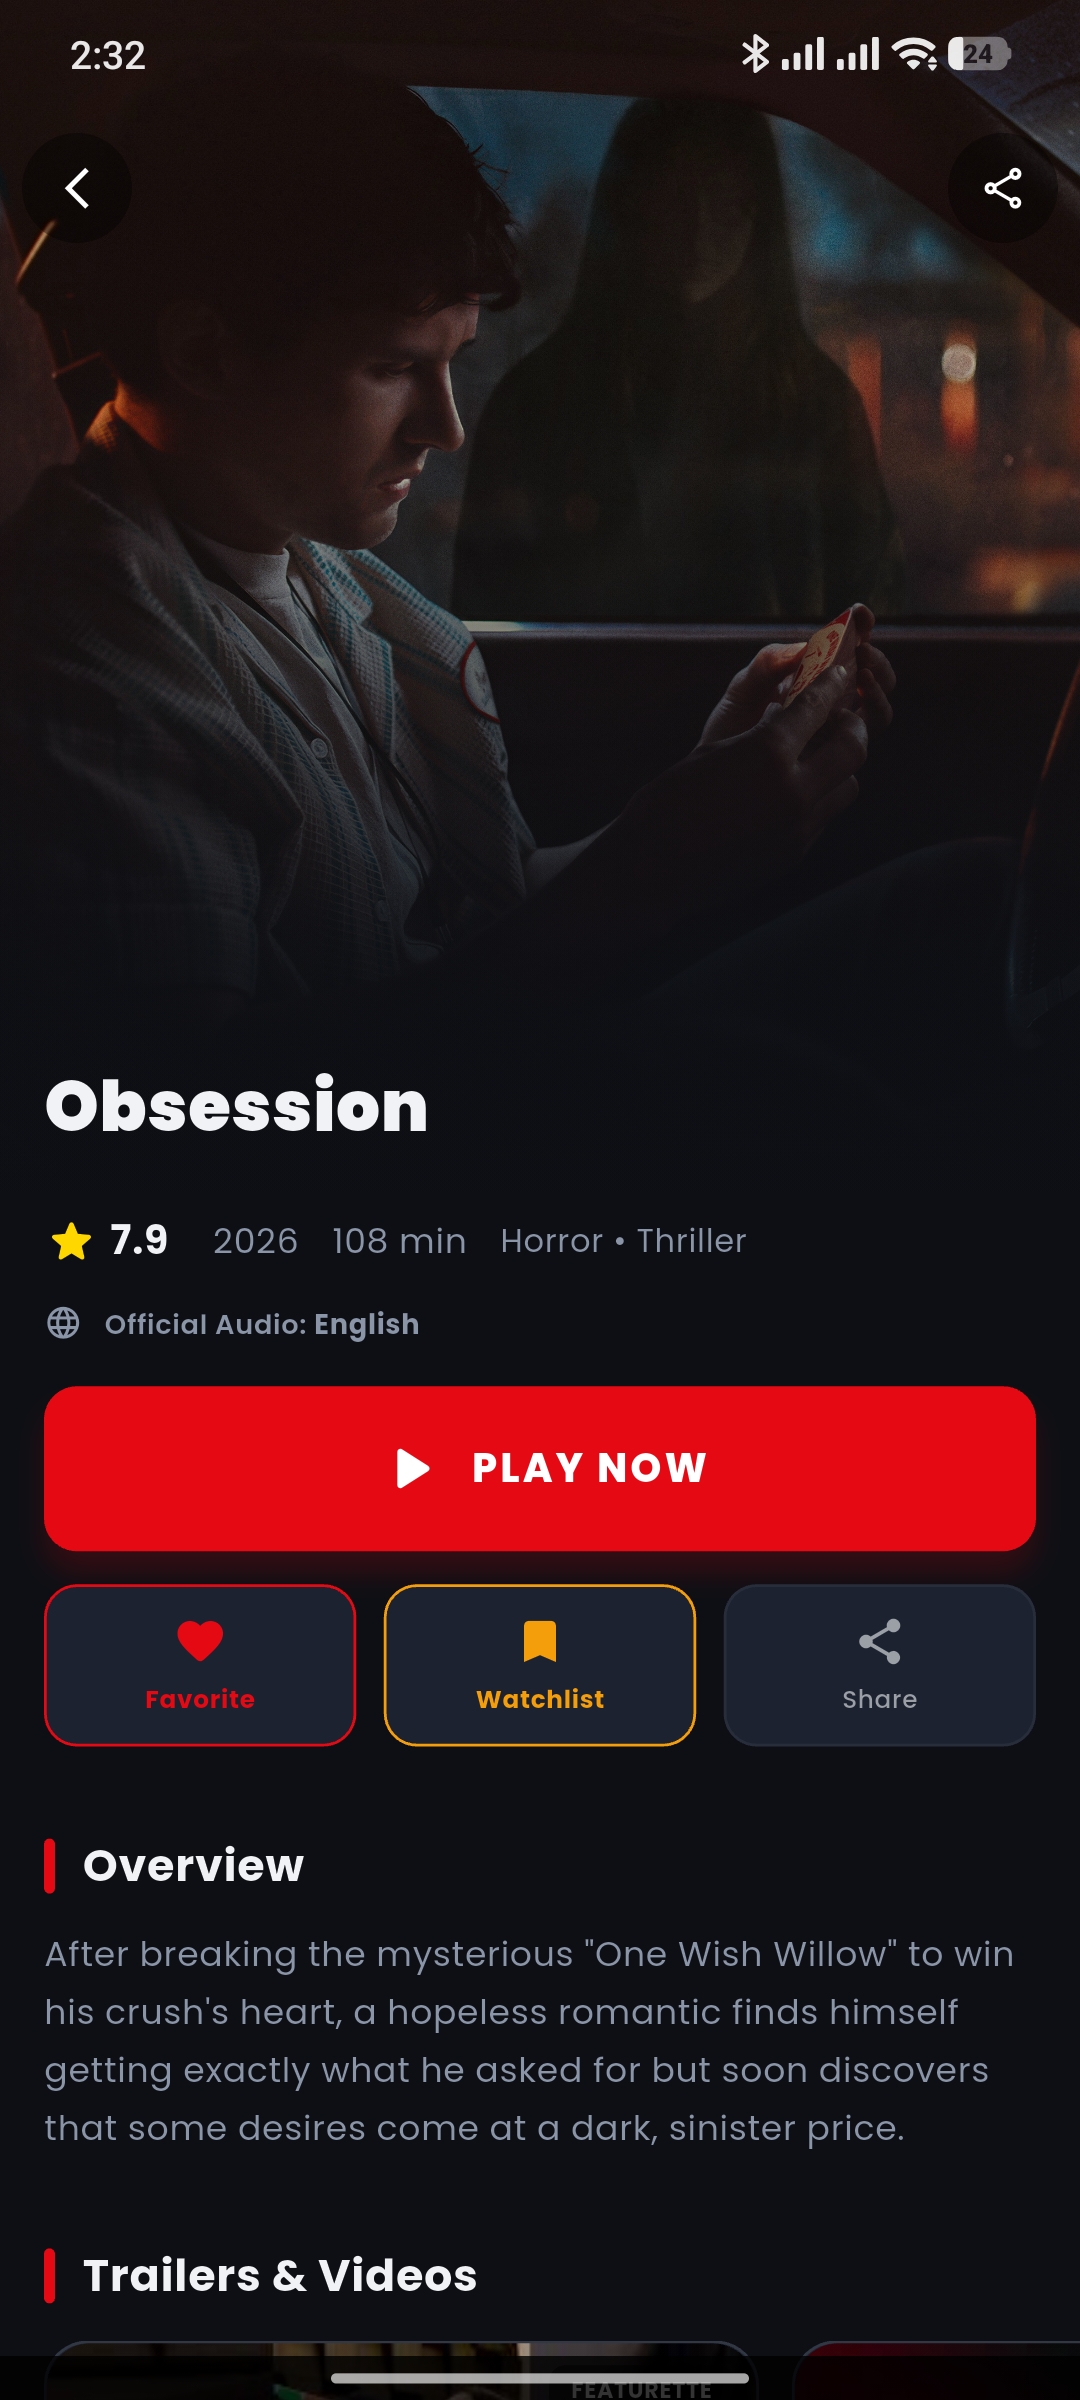 2:32
24
Obsession
7.9 2026 108 min Horror • Thriller
Official Audio: English
PLAY NOW
Favorite
Watchlist
Share
Overview
After breaking the mysterious "One Wish Willow" to win
his crush's heart, a hopeless romantic finds himself
getting exactly what he asked for but soon discovers
that some desires come at a dark, sinister price.
Trailers & Videos
FEATURETTE